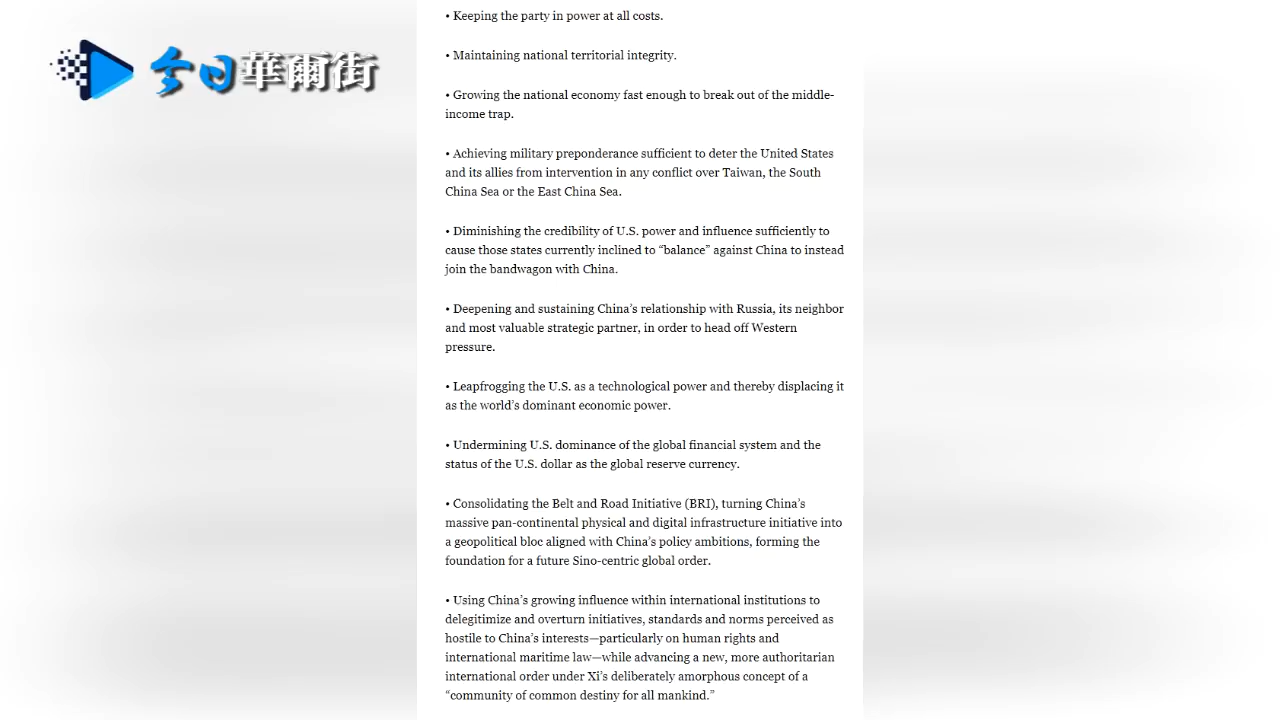 今日華爾街
• Keeping the party in power at all costs.
• Maintaining national territorial integrity.
• Growing the national economy fast enough to break out of the middle-
income trap.
• Achieving military preponderance sufficient to deter the United States
and its allies from intervention in any conflict over Taiwan, the South
China Sea or the East China Sea.
• Diminishing the credibility of U.S. power and influence sufficiently to
cause those states currently inclined to “balance” against China to instead
join the bandwagon with China.
• Deepening and sustaining China’s relationship with Russia, its neighbor
and most valuable strategic partner, in order to head off Western
pressure.
• Leapfrogging the U.S. as a technological power and thereby displacing it
as the world’s dominant economic power.
• Undermining U.S. dominance of the global financial system and the
status of the U.S. dollar as the global reserve currency.
• Consolidating the Belt and Road Initiative (BRI), turning China’s
massive pan-continental physical and digital infrastructure initiative into
a geopolitical bloc aligned with China’s policy ambitions, forming the
foundation for a future Sino-centric global order.
• Using China’s growing influence within international institutions to
delegitimize and overturn initiatives, standards and norms perceived as
hostile to China’s interests—particularly on human rights and
international maritime law—while advancing a new, more authoritarian
international order under Xi’s deliberately amorphous concept of a
“community of common destiny for all mankind.”